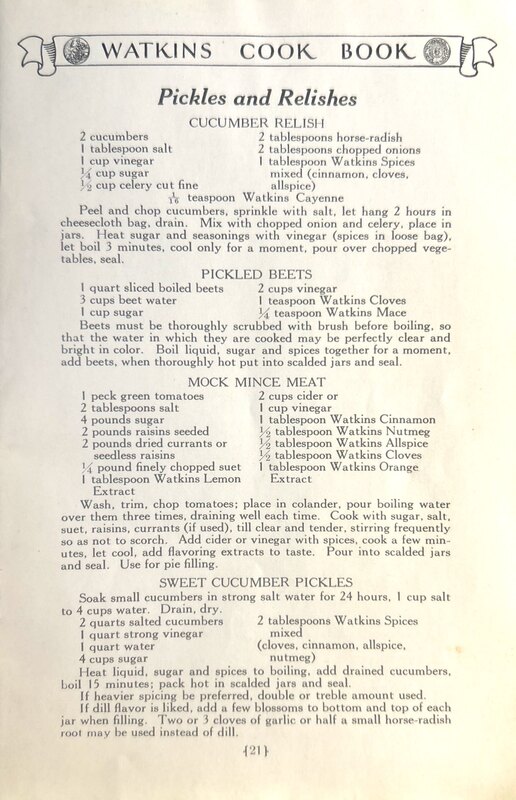 WATKINS COOK BOOK
Pickles and Relishes
CUCUMBER RELISH
2 cucumbers
1 tablespoon salt
1 cup vinegar
¼ cup sugar
½ cup celery cut fine
2 tablespoons horse-radish
2 tablespoons chopped onions
1 tablespoon Watkins Spices
mixed (cinnamon, cloves,
allspice)
1/16 teaspoon Watkins Cayenne
Peel and chop cucumbers, sprinkle with salt, let hang 2 hours in
cheesecloth bag, drain. Mix with chopped onion and celery, place in
jars. Heat sugar and seasonings with vinegar (spices in loose bag),
let boil 3 minutes, cool only for a moment, pour over chopped vege-
tables, seal.
PICKLED BEETS
1 quart sliced boiled beets
3 cups beet water
1 cup sugar
2 cups vinegar
1 teaspoon Watkins Cloves
¼ teaspoon Watkins Mace
Beets must be thoroughly scrubbed with brush before boiling, so
that the water in which they are cooked may be perfectly clear and
bright in color. Boil liquid, sugar and spices together for a moment,
add beets, when thoroughly hot put into scalded jars and seal.
MOCK MINCE MEAT
1 peck green tomatoes
2 tablespoons salt
4 pounds sugar
2 pounds raisins seeded
2 pounds dried currants or
seedless raisins
¼ pound finely chopped suet
1 tablespoon Watkins Lemon
Extract
2 cups cider or
1 cup vinegar
1 tablespoon Watkins Cinnamon
½ tablespoon Watkins Nutmeg
½ tablespoon Watkins Allspice
½ tablespoon Watkins Cloves
1 tablespoon Watkins Orange
Extract
Wash, trim, chop tomatoes; place in colander, pour boiling water
over them three times, draining well each time. Cook with sugar, salt,
suet, raisins, currants (if used), till clear and tender, stirring frequently
so as not to scorch. Add cider or vinegar with spices, cook a few min-
utes, let cool, add flavoring extracts to taste. Pour into scalded jars
and seal. Use for pie filling.
SWEET CUCUMBER PICKLES
Soak small cucumbers in strong salt water for 24 hours, 1 cup salt
to 4 cups water. Drain, dry.
2 quarts salted cucumbers
1 quart strong vinegar
1 quart water
4 cups sugar
2 tablespoons Watkins Spices
mixed
(cloves, cinnamon, allspice,
nutmeg)
Heat liquid, sugar and spices to boiling, add drained cucumbers,
boil 15 minutes; pack hot in scalded jars and seal.
If heavier spicing be preferred, double or treble amount used.
If dill flavor is liked, add a few blossoms to bottom and top of each
jar when filling. Two or 3 cloves of garlic or half a small horse-radish
root may be used instead of dill.
{21}